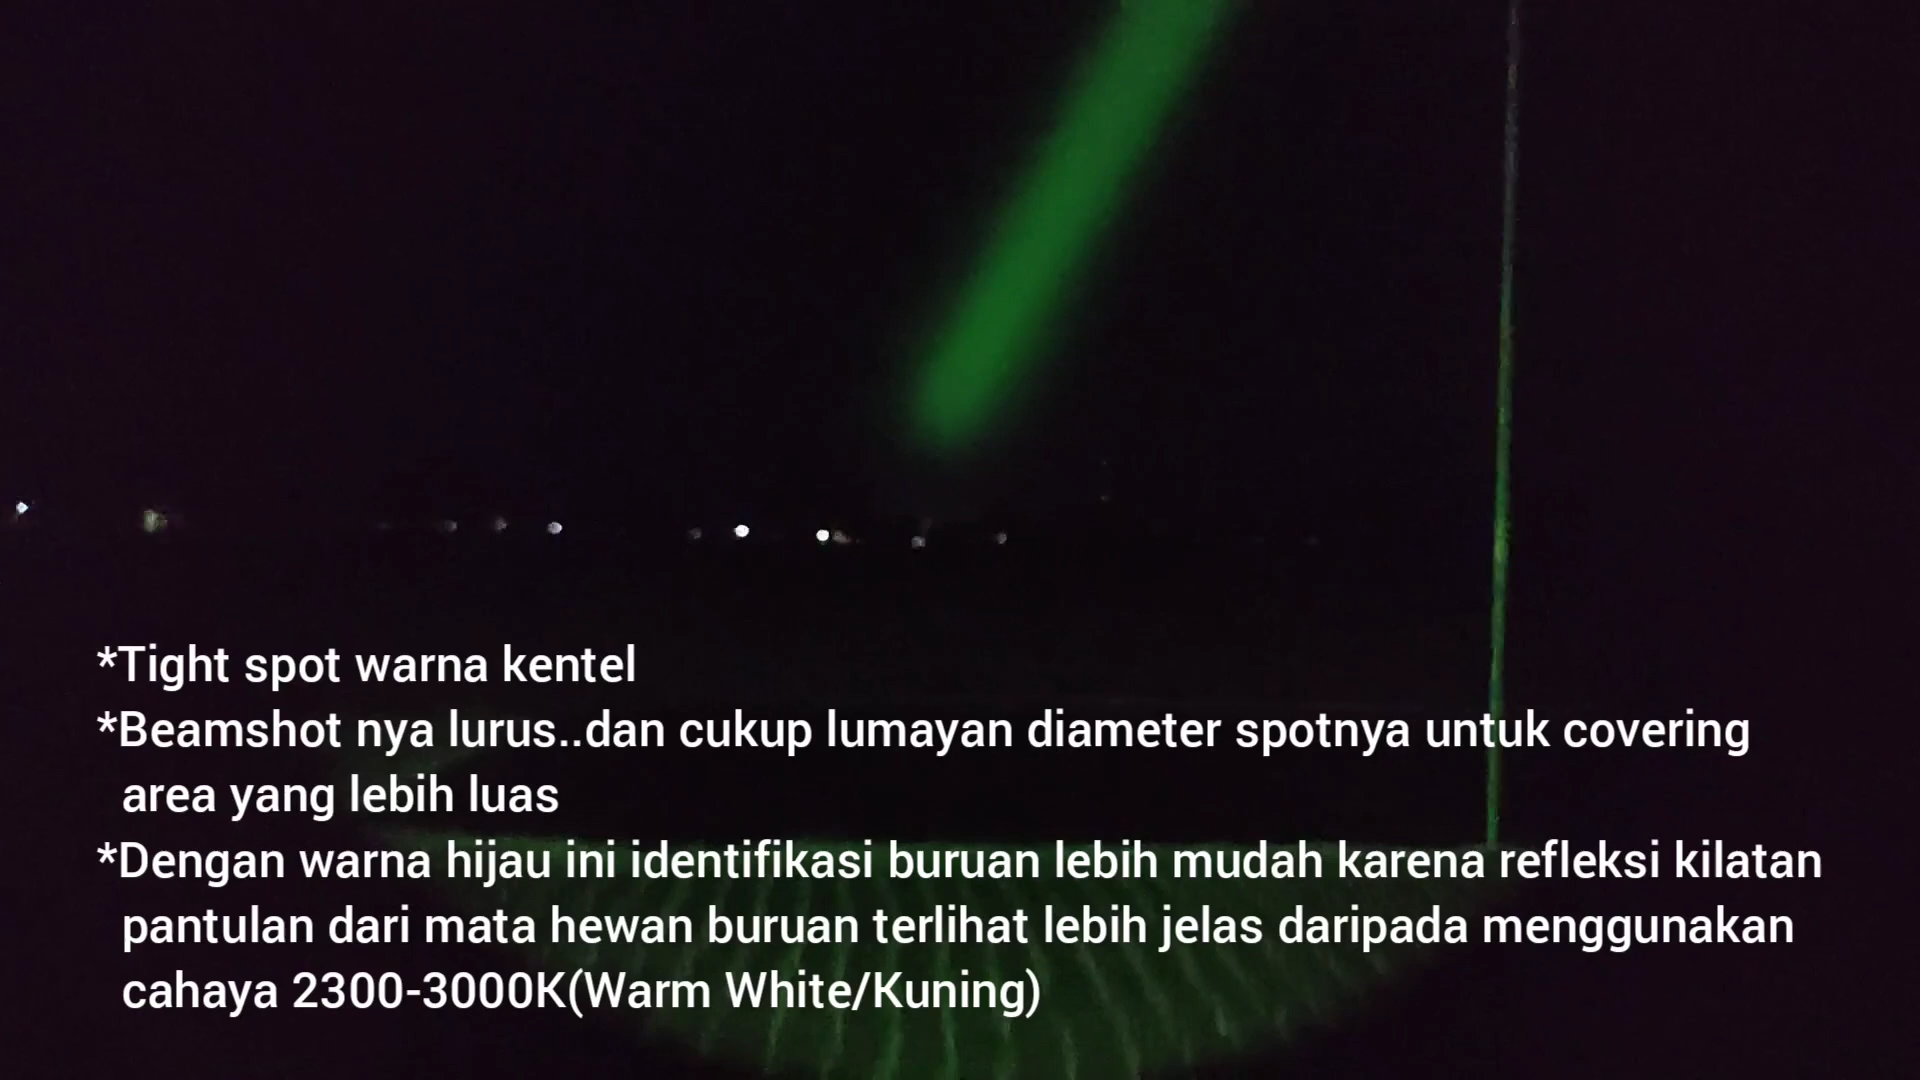 *Tight spot warna kentel
*Beamshot nya lurus..dan cukup lumayan diameter spotnya untuk covering
area yang lebih luas
*Dengan warna hijau ini identifikasi buruan lebih mudah karena refleksi kilatan
pantulan dari mata hewan buruan terlihat lebih jelas daripada menggunakan
cahaya 2300-3000K(Warm White/Kuning)